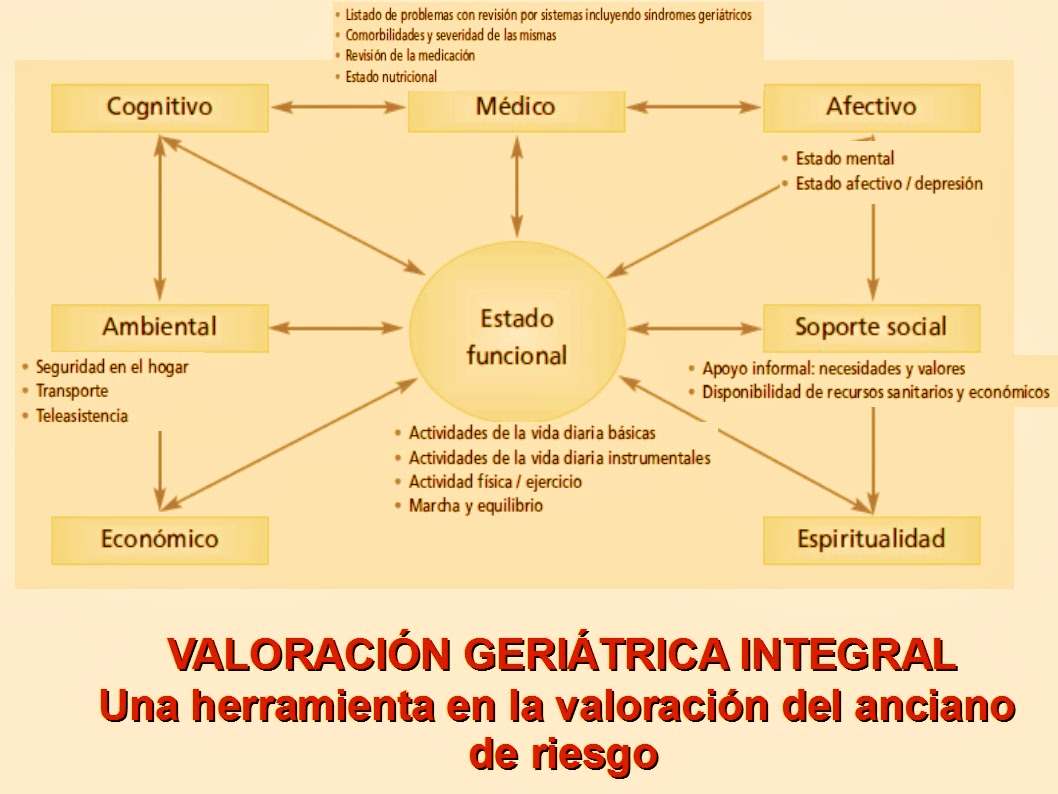 • Listado de problemas con revisión por sistemas incluyendo síndromes geriátricos
• Comorbilidades y severidad de las mismas
• Revisión de la medicación
• Estado nutricional
Cognitivo
Médico
Afectivo
• Estado mental
• Estado afectivo / depresión
Estado
funcional
Ambiental
Soporte social
• Seguridad en el hogar
• Transporte
• Teleasistencia
• Apoyo informal: necesidades y valores
• Disponibilidad de recursos sanitarios y económicos
• Actividades de la vida diaria básicas
• Actividades de la vida diaria instrumentales
• Actividad física / ejercicio
• Marcha y equilibrio
Económico
Espiritualidad
VALORACIÓN GERIÁTRICA INTEGRAL
Una herramienta en la valoración del anciano
de riesgo